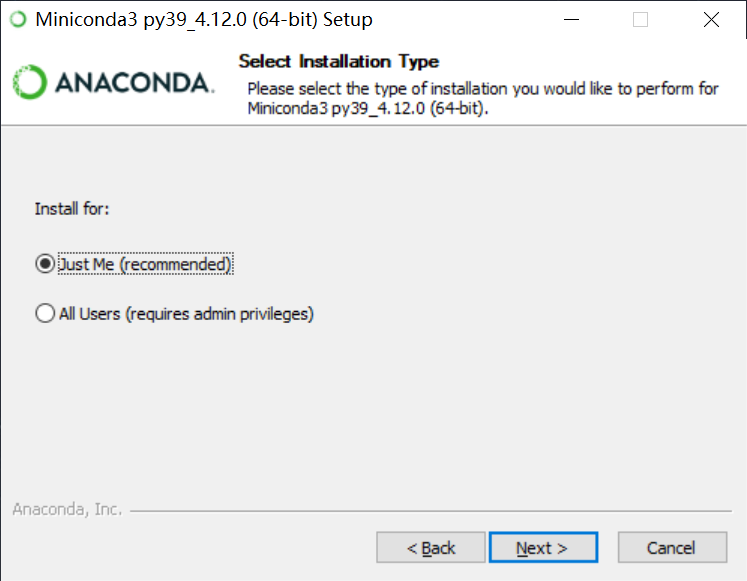 Miniconda3 py39_4.12.0 (64-bit) Setup
ANACONDA.
Select Installation Type
Please select the type of installation you would like to perform for
Miniconda3 py39_4.12.0 (64-bit).
Install for:
Just Me (recommended)
All Users (requires admin privileges)
Anaconda, Inc.
< Back
Next >
Cancel